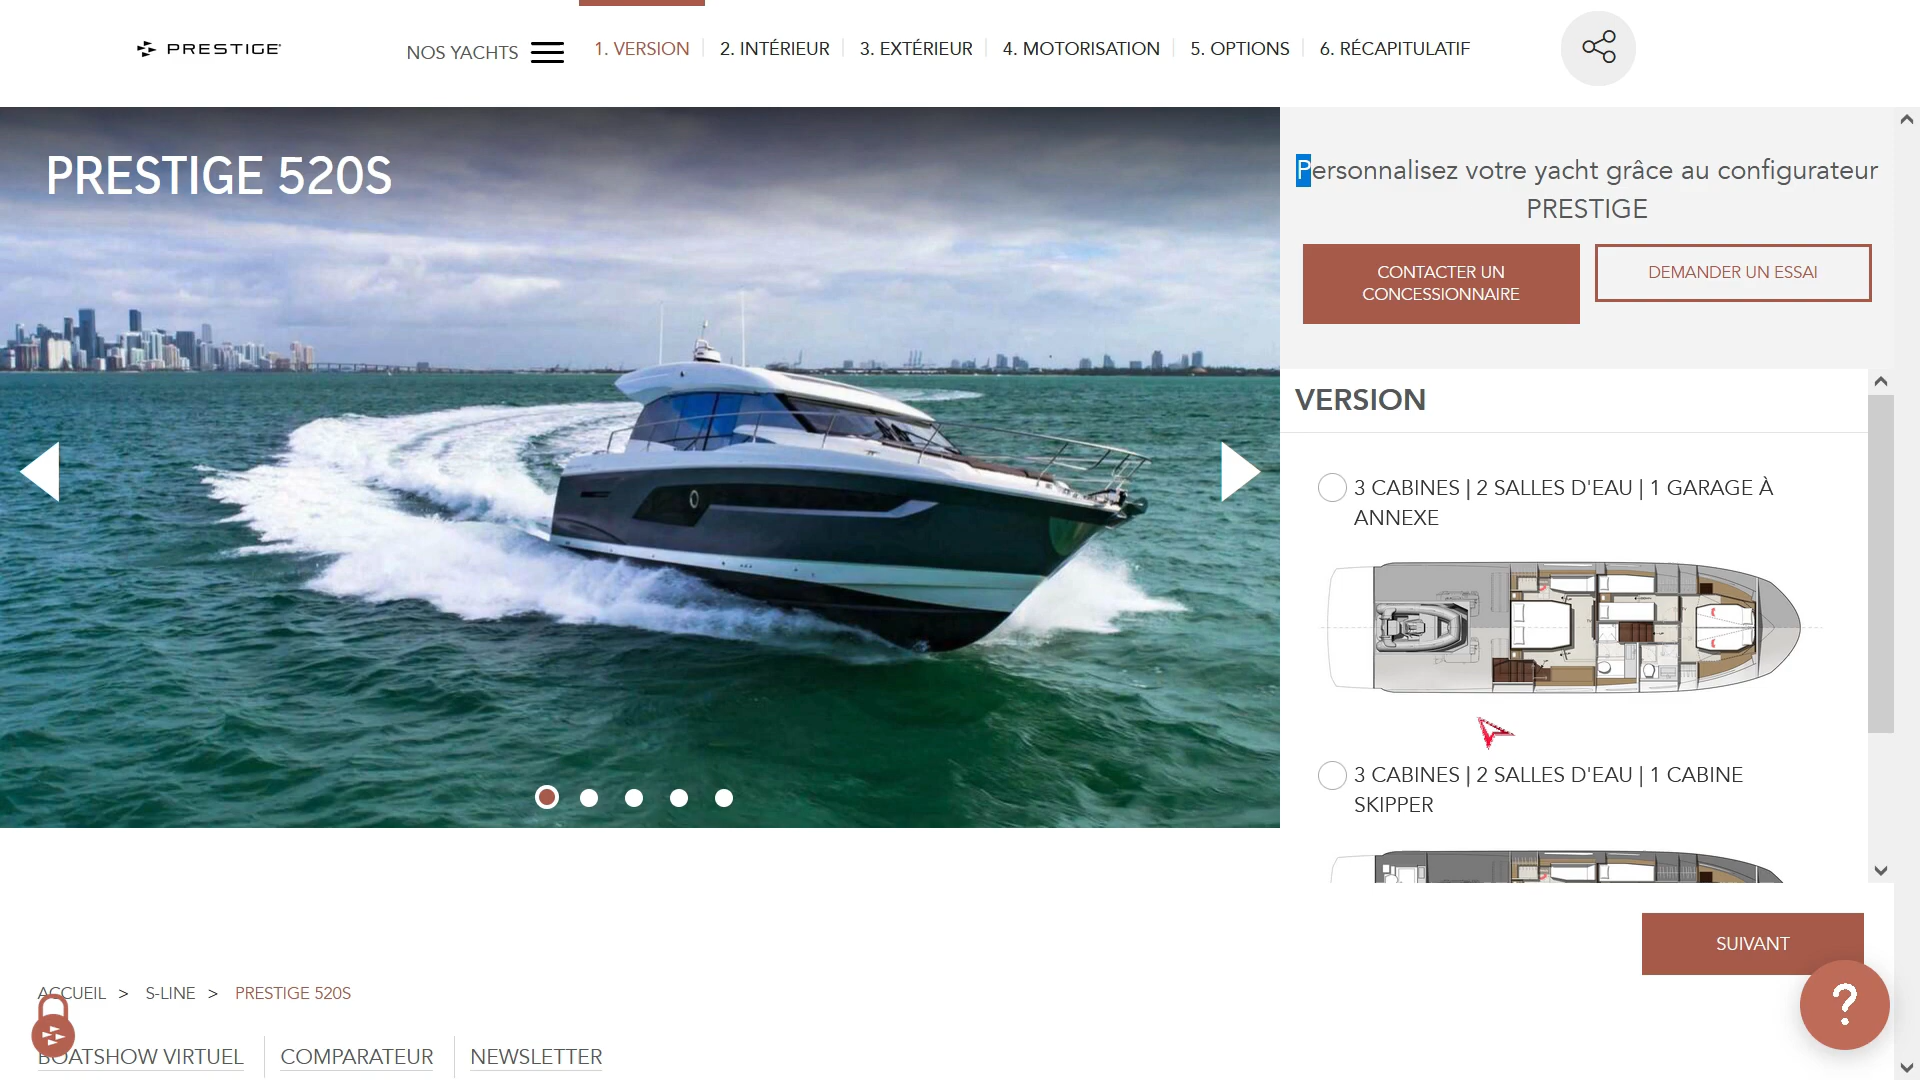 PRESTIGE
NOS YACHTS
1. VERSION
2. INTÉRIEUR
3. EXTÉRIEUR
4. MOTORISATION
5. OPTIONS
6. RÉCAPITULATIF
PRESTIGE 520S
Personnalisez votre yacht grâce au configurateur
PRESTIGE
CONTACTER UN
CONCESSIONNAIRE
DEMANDER UN ESSAI
VERSION
3 CABINES | 2 SALLES D'EAU | 1 GARAGE À
ANNEXE
3 CABINES | 2 SALLES D'EAU | 1 CABINE
SKIPPER
SUIVANT
?
ACCUEIL > S-LINE > PRESTIGE 520S
BOATSHOW VIRTUEL
COMPARATEUR
NEWSLETTER